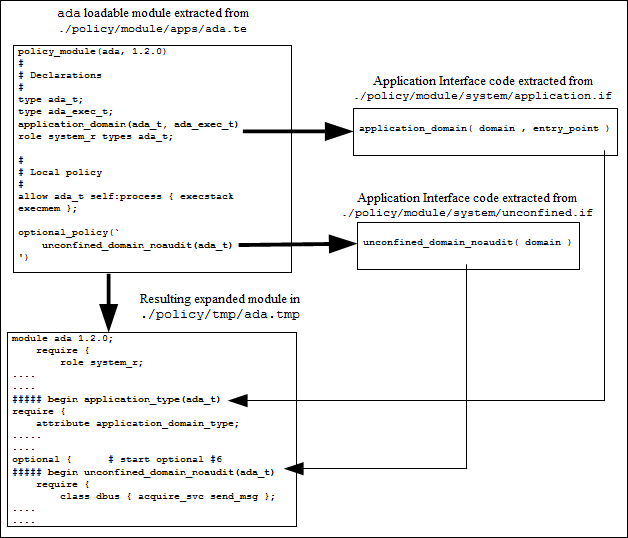 ada loadable module extracted from
./policy/module/apps/ada.te
policy_module(ada, 1.2.0)
#
# Declarations
#
type ada_t;
type ada_exec_t;
application_domain(ada_t, ada_exec_t)
role system_r types ada_t;
#
# Local policy
#
allow ada_t self:process { execstack
execmem };
optional_policy(`
unconfined_domain_noaudit(ada_t)
')
Application Interface code extracted from
./policy/module/system/application.if
application_domain( domain , entry_point )
Application Interface code extracted from
./policy/module/system/unconfined.if
unconfined_domain_noaudit( domain )
Resulting expanded module in
./policy/tmp/ada.tmp
module ada 1.2.0;
require {
role system_r;
....
....
##### begin application_type(ada_t)
require {
attribute application_domain_type;
.....
....
optional { # start optional #6
##### begin unconfined_domain_noaudit(ada_t)
require {
class dbus { acquire_svc send_msg };
....
....